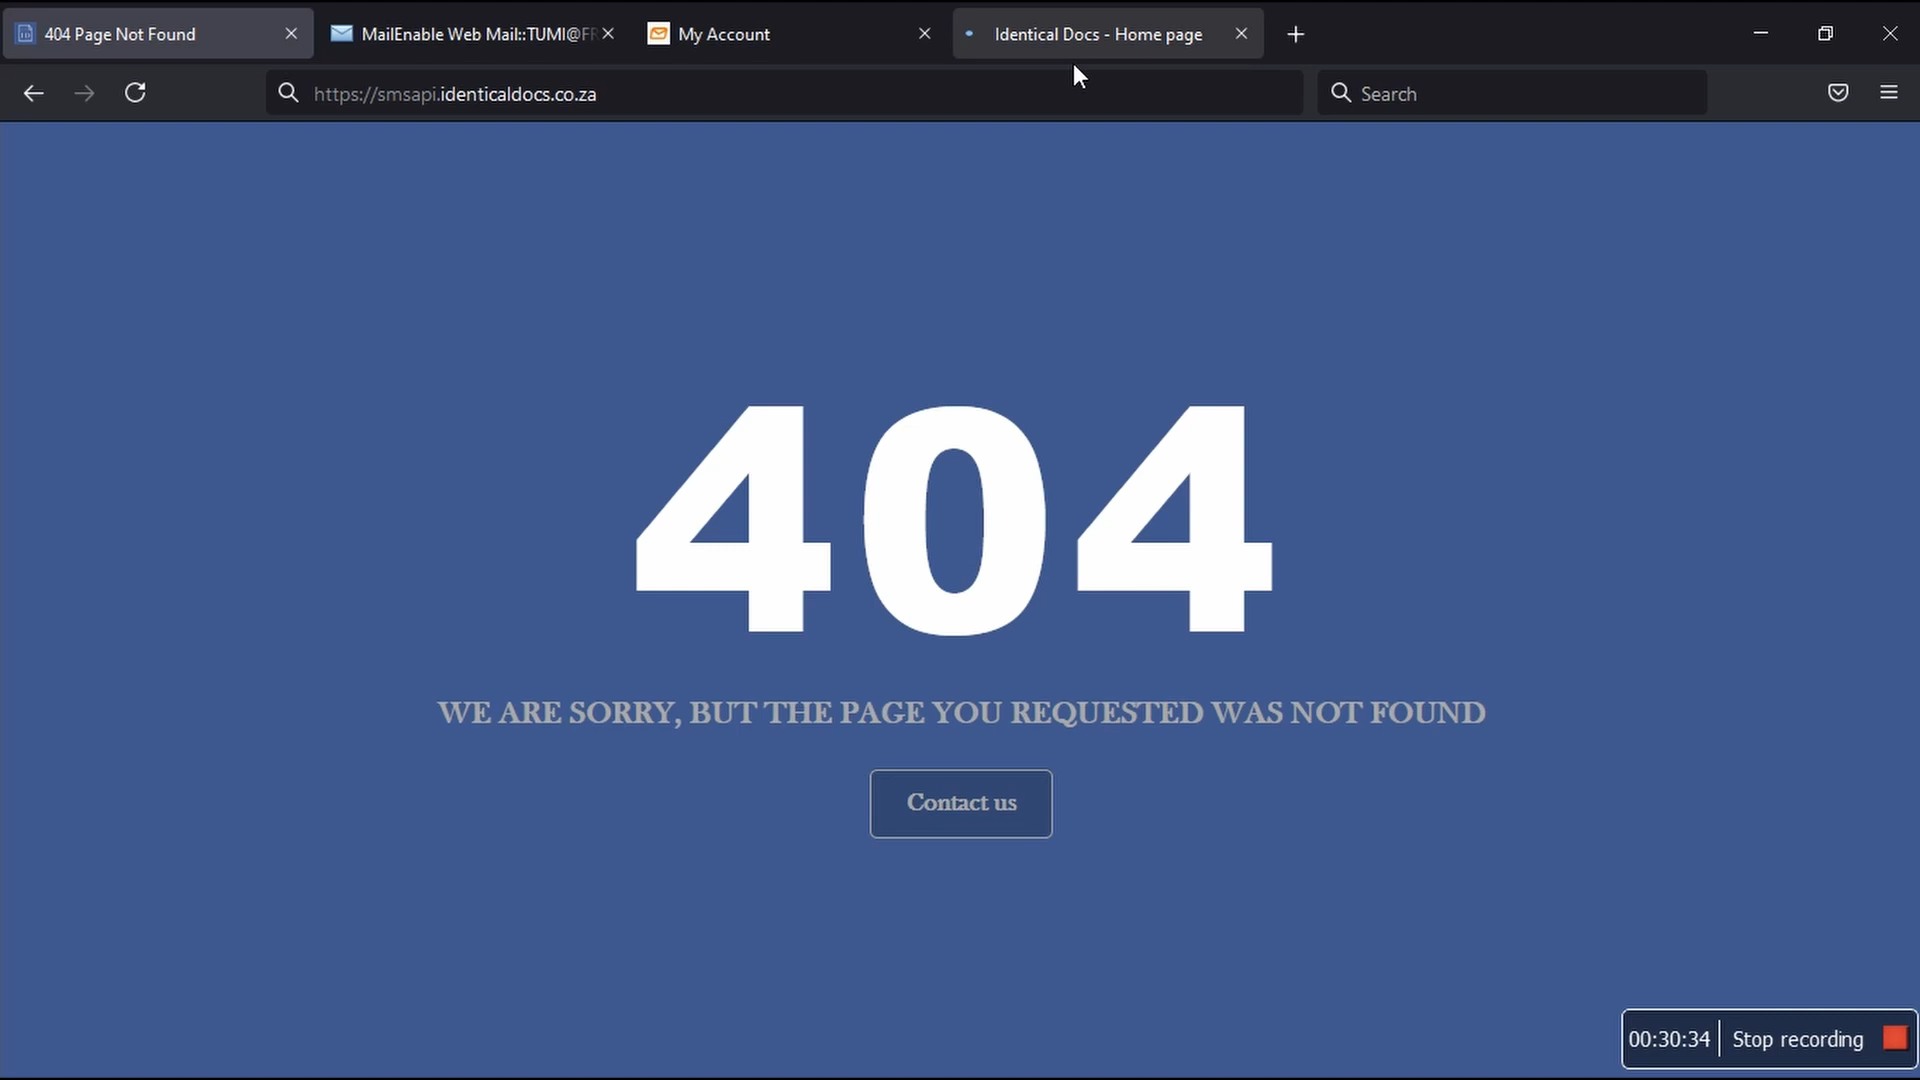 404 Page Not Found
MailEnable Web Mail::TUMI@FR
My Account
Identical Docs - Home page
https://smsapi.identicaldocs.co.za
Search
404
WE ARE SORRY, BUT THE PAGE YOU REQUESTED WAS NOT FOUND
Contact us
00:30:34 Stop recording